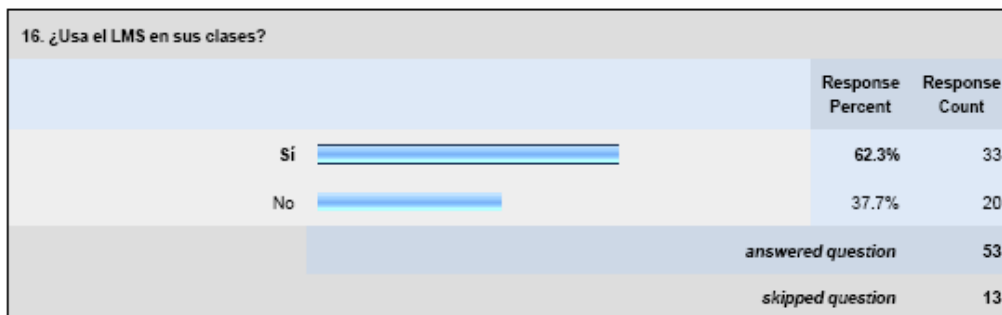 16. ¿Usa el LMS en sus clases?
Response Percent Response Count
Sí 62.3% 33
No 37.7% 20
answered question 53
skipped question 13